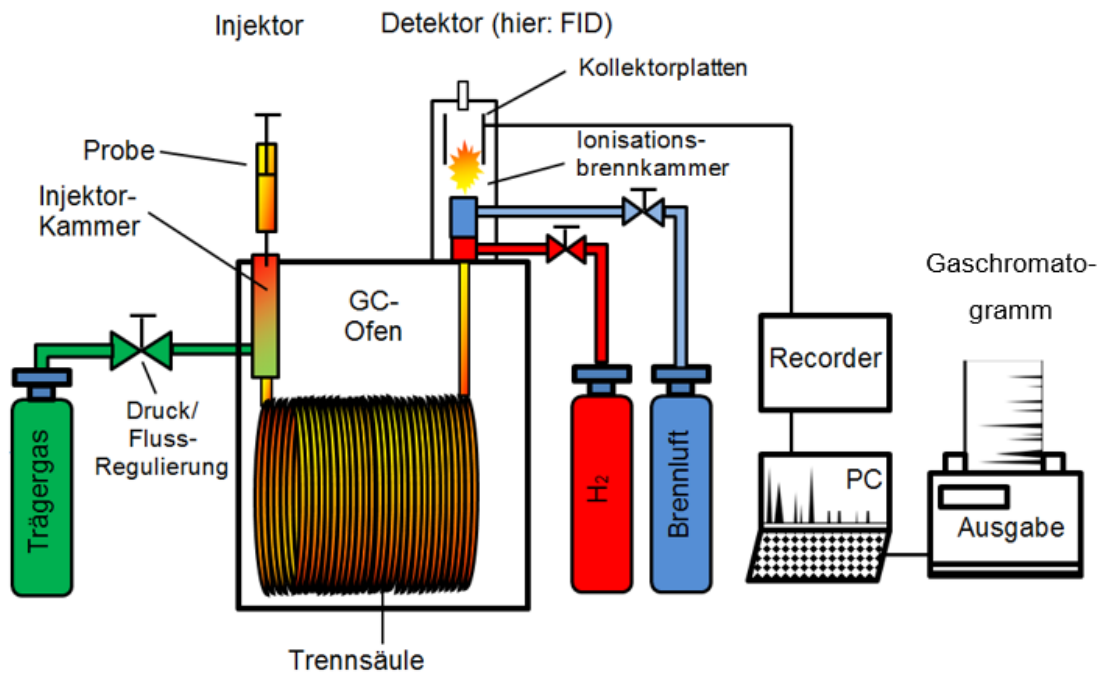 Injektor
Detektor (hier: FID)
Kollektorplatten
Probe
Ionisations-
brennkammer
Injektor-
Kammer
GC-
Ofen
Gaschromato-
gramm
Recorder
Druck/
Fluss-
Regulierung
Trägergas
H₂
Brennluft
PC
Ausgabe
Trennsäule